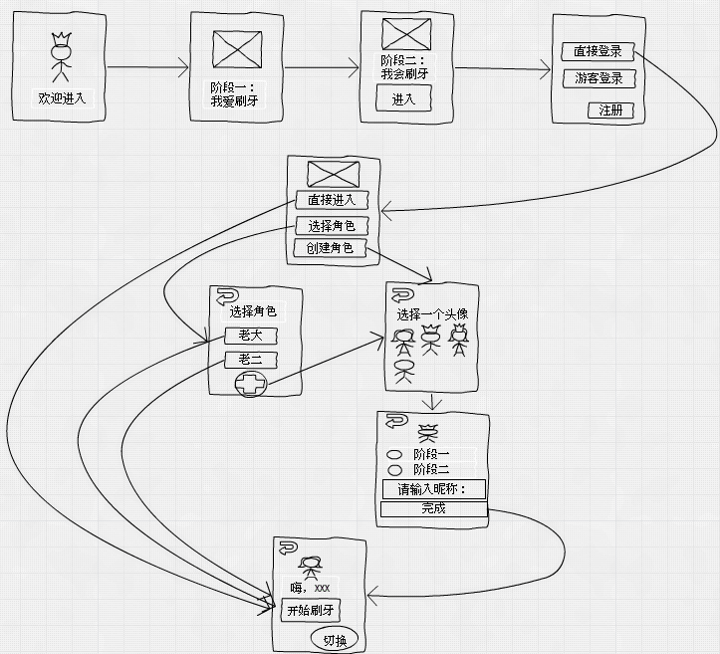 欢迎进入
阶段一：
我爱刷牙
阶段二：
我会刷牙
进入
直接登录
游客登录
注册
直接进入
选择角色
创建角色
选择角色
老大
老二
选择一个头像
阶段一
阶段二
请输入昵称：
完成
嗨，xxx
开始刷牙
切换